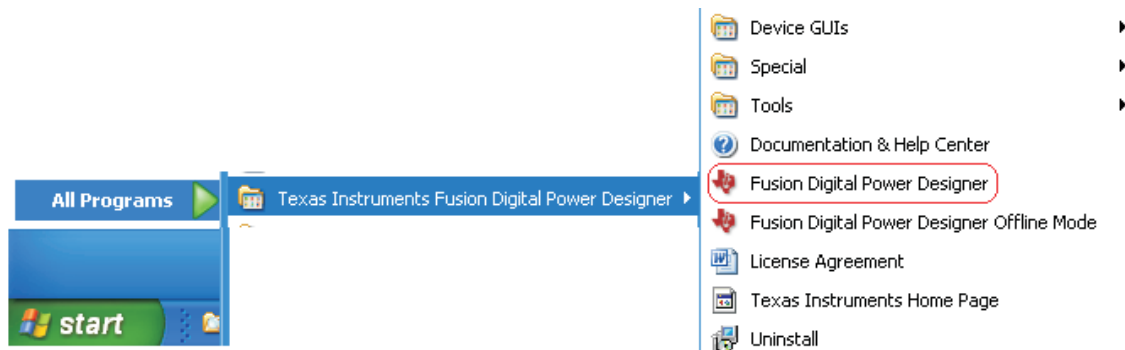 Device GUIs
Special
Tools
Documentation & Help Center
Fusion Digital Power Designer
Fusion Digital Power Designer Offline Mode
License Agreement
Texas Instruments Home Page
Uninstall
All Programs
Texas Instruments Fusion Digital Power Designer
start